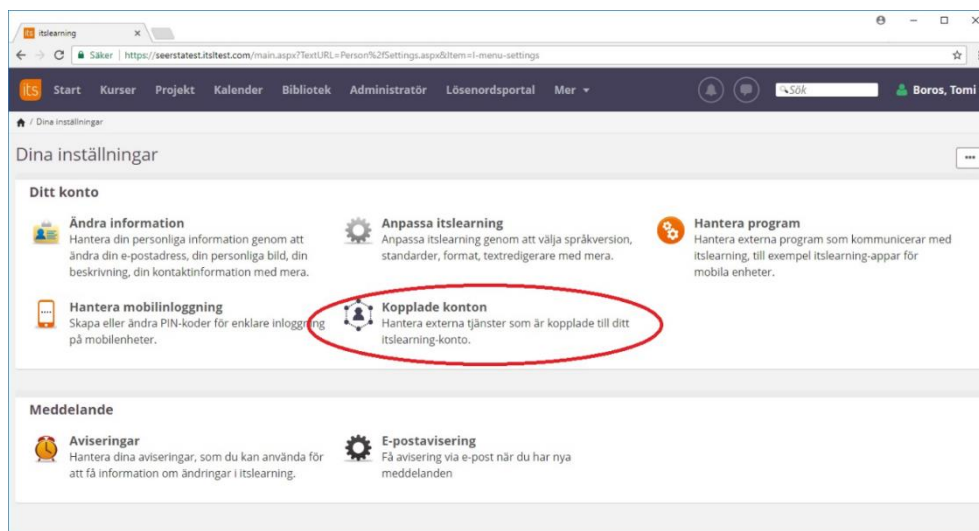 itslearning
Säker | https://seerstatest.itsltest.com/main.aspx?TextURL=Person%2fSettings.aspx&Item=l-menu-settings
its Start Kurser Projekt Kalender Bibliotek Administratör Lösenordsportal Mer Sök Boros, Tomi
/ Dina inställningar
Dina inställningar
Ditt konto
Ändra information
Hantera din personliga information genom att
ändra din e-postadress, din personliga bild, din
beskrivning, din kontaktinformation med mera.
Anpassa itslearning
Anpassa itslearning genom att välja språkversion,
standarder, format, textredigerare med mera.
Hantera program
Hantera externa program som kommunicerar med
itslearning, till exempel itslearning-appar för
mobila enheter.
Hantera mobilinloggning
Skapa eller ändra PIN-koder för enklare inloggning
på mobilenheter.
Kopplade konton
Hantera externa tjänster som är kopplade till ditt
itslearning-konto.
Meddelande
Aviseringar
Hantera dina aviseringar, som du kan använda för
att få information om ändringar i itslearning.
E-postavisering
Få avisering via e-post när du har nya
meddelanden